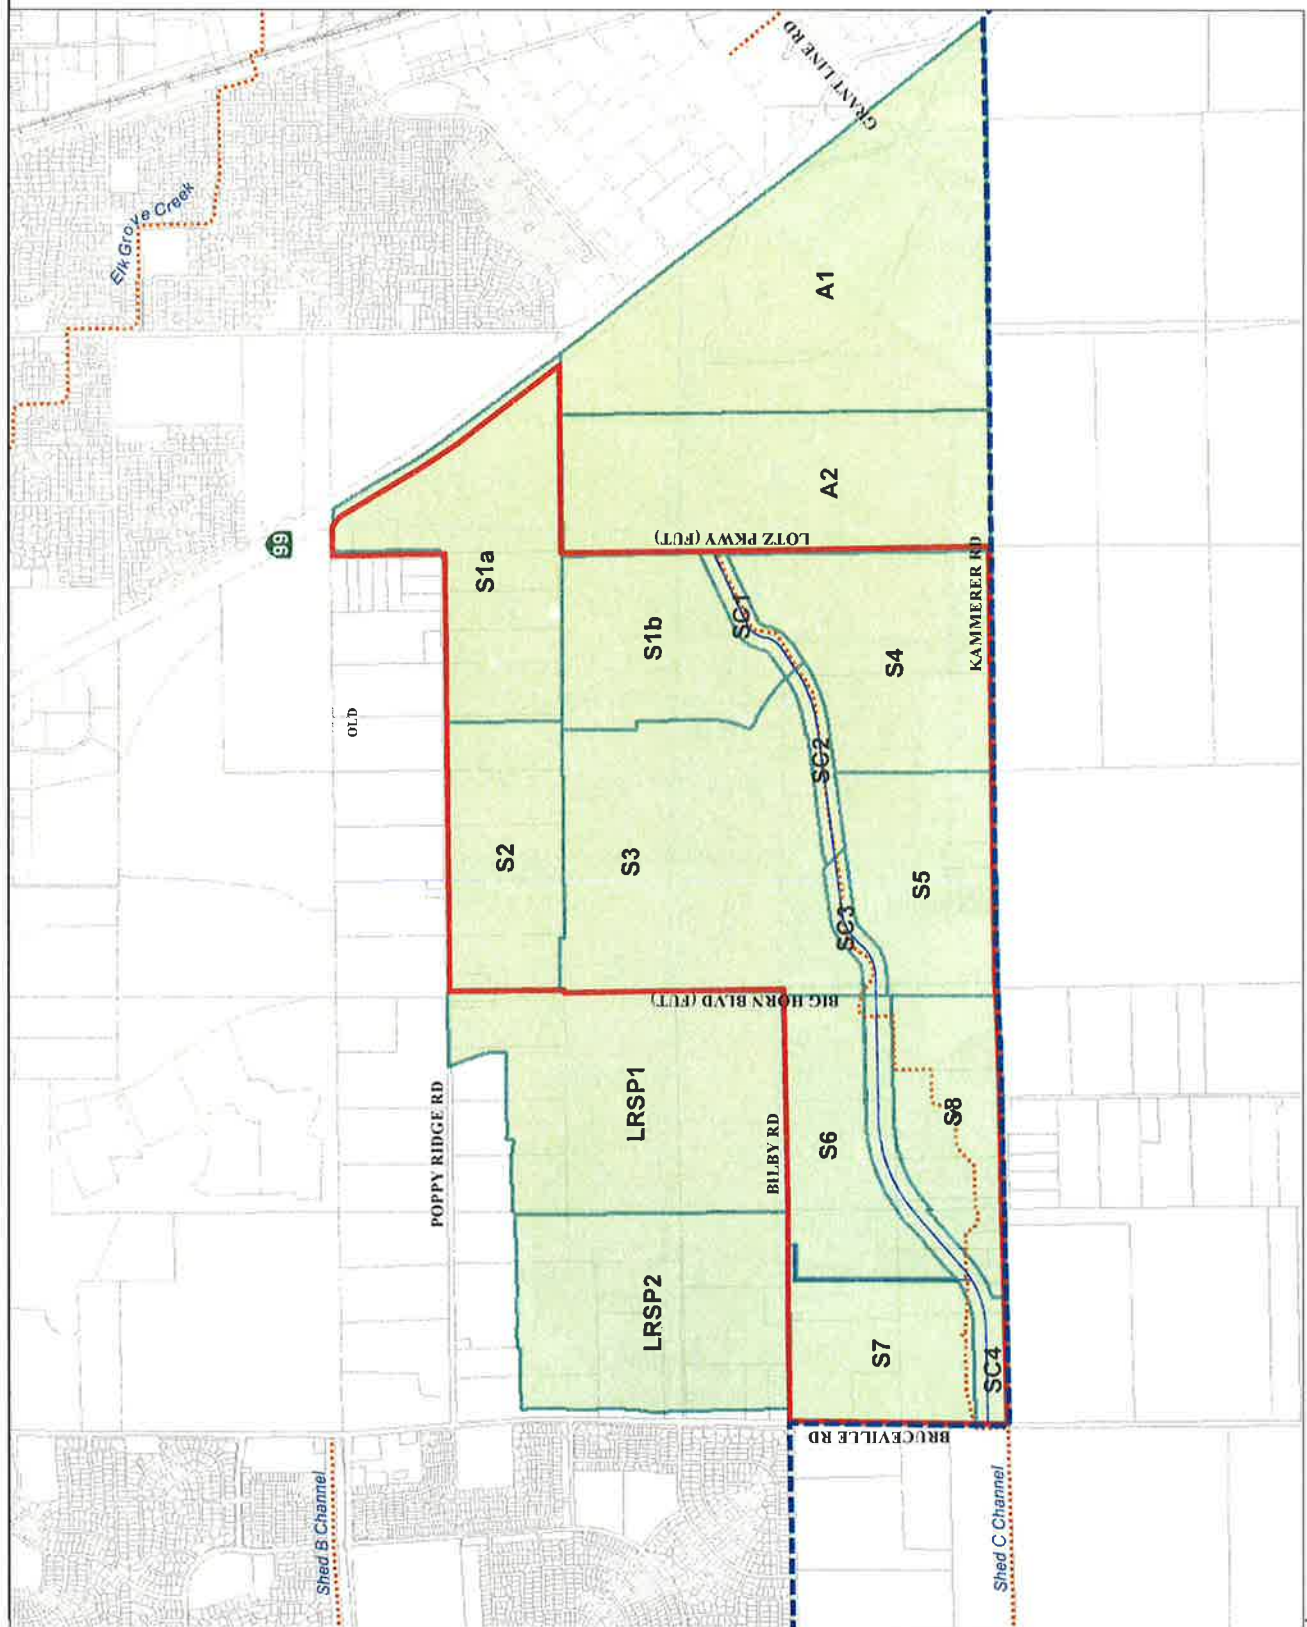 Elk Grove Creek
Shed B Channel
99
OLD
POPPY RIDGE RD
S1a
S2
LRSP1
LRSP2
S3
S1b
LOTZ PKWY (FUT)
BIG HORN BLVD (FUT)
BILBY RD
GRANT LINE RD
A1
A2
SC1
SC2
SC3
SC4
S4
S5
S6
S7
S8
KAMMERER RD
BRUCEVILLE RD
Shed C Channel